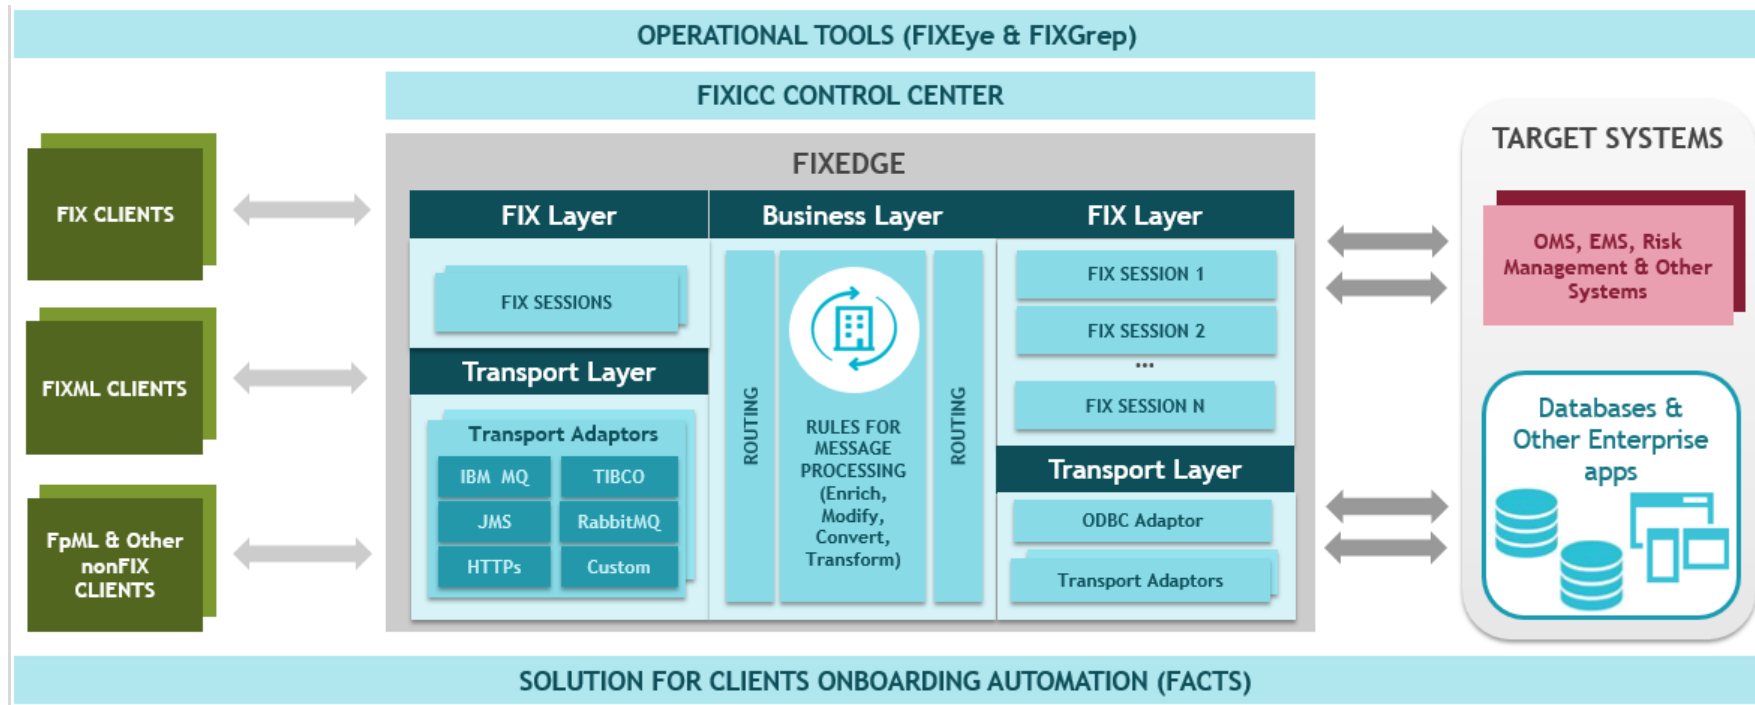 OPERATIONAL TOOLS (FIXEye & FIXGrep)
FIXICC CONTROL CENTER
FIX CLIENTS
FIXML CLIENTS
FpML & Other
nonFIX
CLIENTS
FIXEDGE
FIX Layer
FIX SESSIONS
Transport Layer
Transport Adaptors
IBM MQ
TIBCO
JMS
RabbitMQ
HTTPs
Custom
Business Layer
ROUTING
RULES FOR
MESSAGE
PROCESSING
(Enrich,
Modify,
Convert,
Transform)
ROUTING
FIX Layer
FIX SESSION 1
FIX SESSION 2
...
FIX SESSION N
Transport Layer
ODBC Adaptor
Transport Adaptors
TARGET SYSTEMS
OMS, EMS, Risk
Management & Other
Systems
Databases &
Other Enterprise
apps
SOLUTION FOR CLIENTS ONBOARDING AUTOMATION (FACTS)